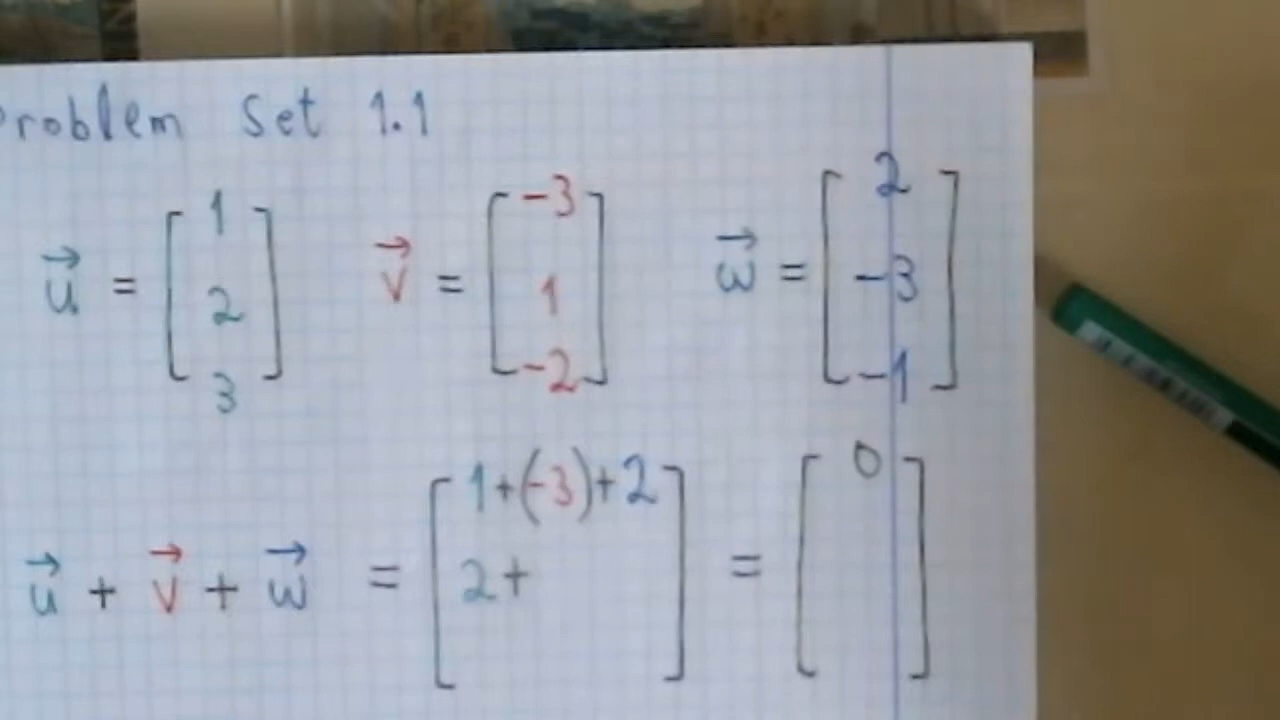 Problem Set 1.1
u⃗ = [1 2 3] v⃗ = [-3 1 -2] w⃗ = [2 -3 -1]
u⃗ + v⃗ + w⃗ = [1+(-3)+2 2+ ] = [0 ]